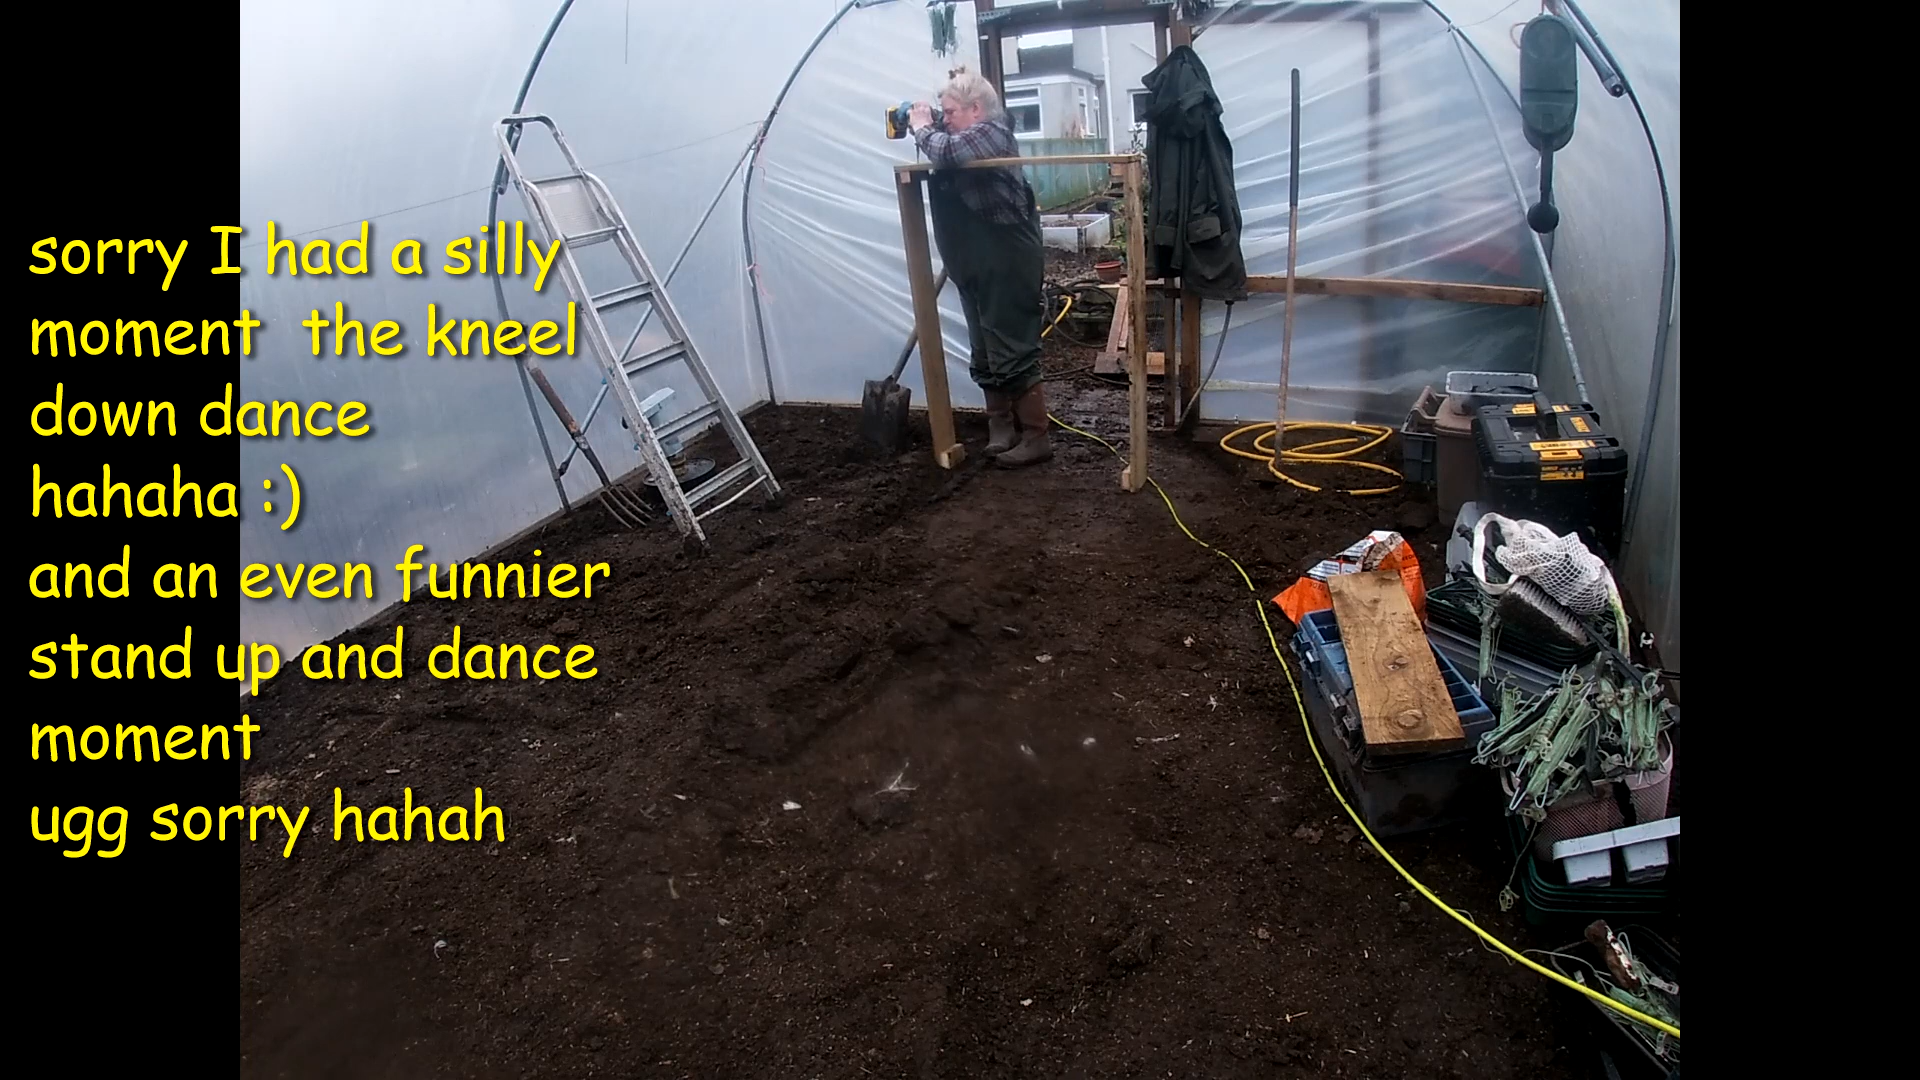 sorry I had a silly
moment  the kneel
down dance
hahaha :)
and an even funnier
stand up and dance
moment
ugg sorry hahah